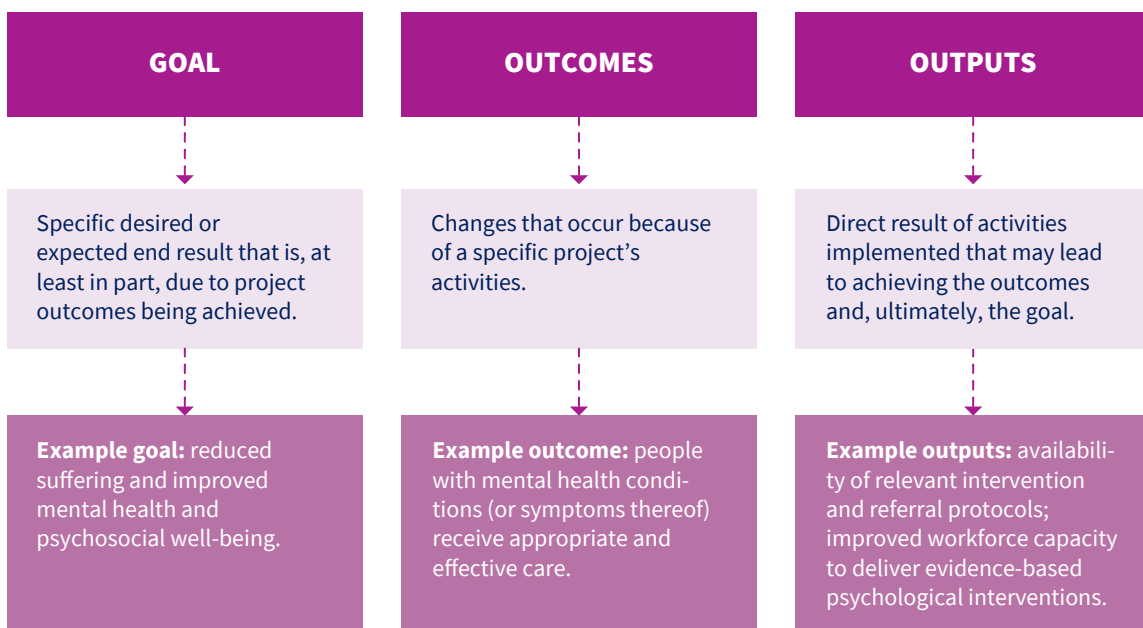 GOAL
Specific desired or
expected end result that is, at
least in part, due to project
outcomes being achieved.
Example goal: reduced
suffering and improved
mental health and
psychosocial well-being.
OUTCOMES
Changes that occur because
of a specific project’s
activities.
Example outcome: people
with mental health condi-
tions (or symptoms thereof)
receive appropriate and
effective care.
OUTPUTS
Direct result of activities
implemented that may lead
to achieving the outcomes
and, ultimately, the goal.
Example outputs: availabili-
ty of relevant intervention
and referral protocols;
improved workforce capacity
to deliver evidence-based
psychological interventions.